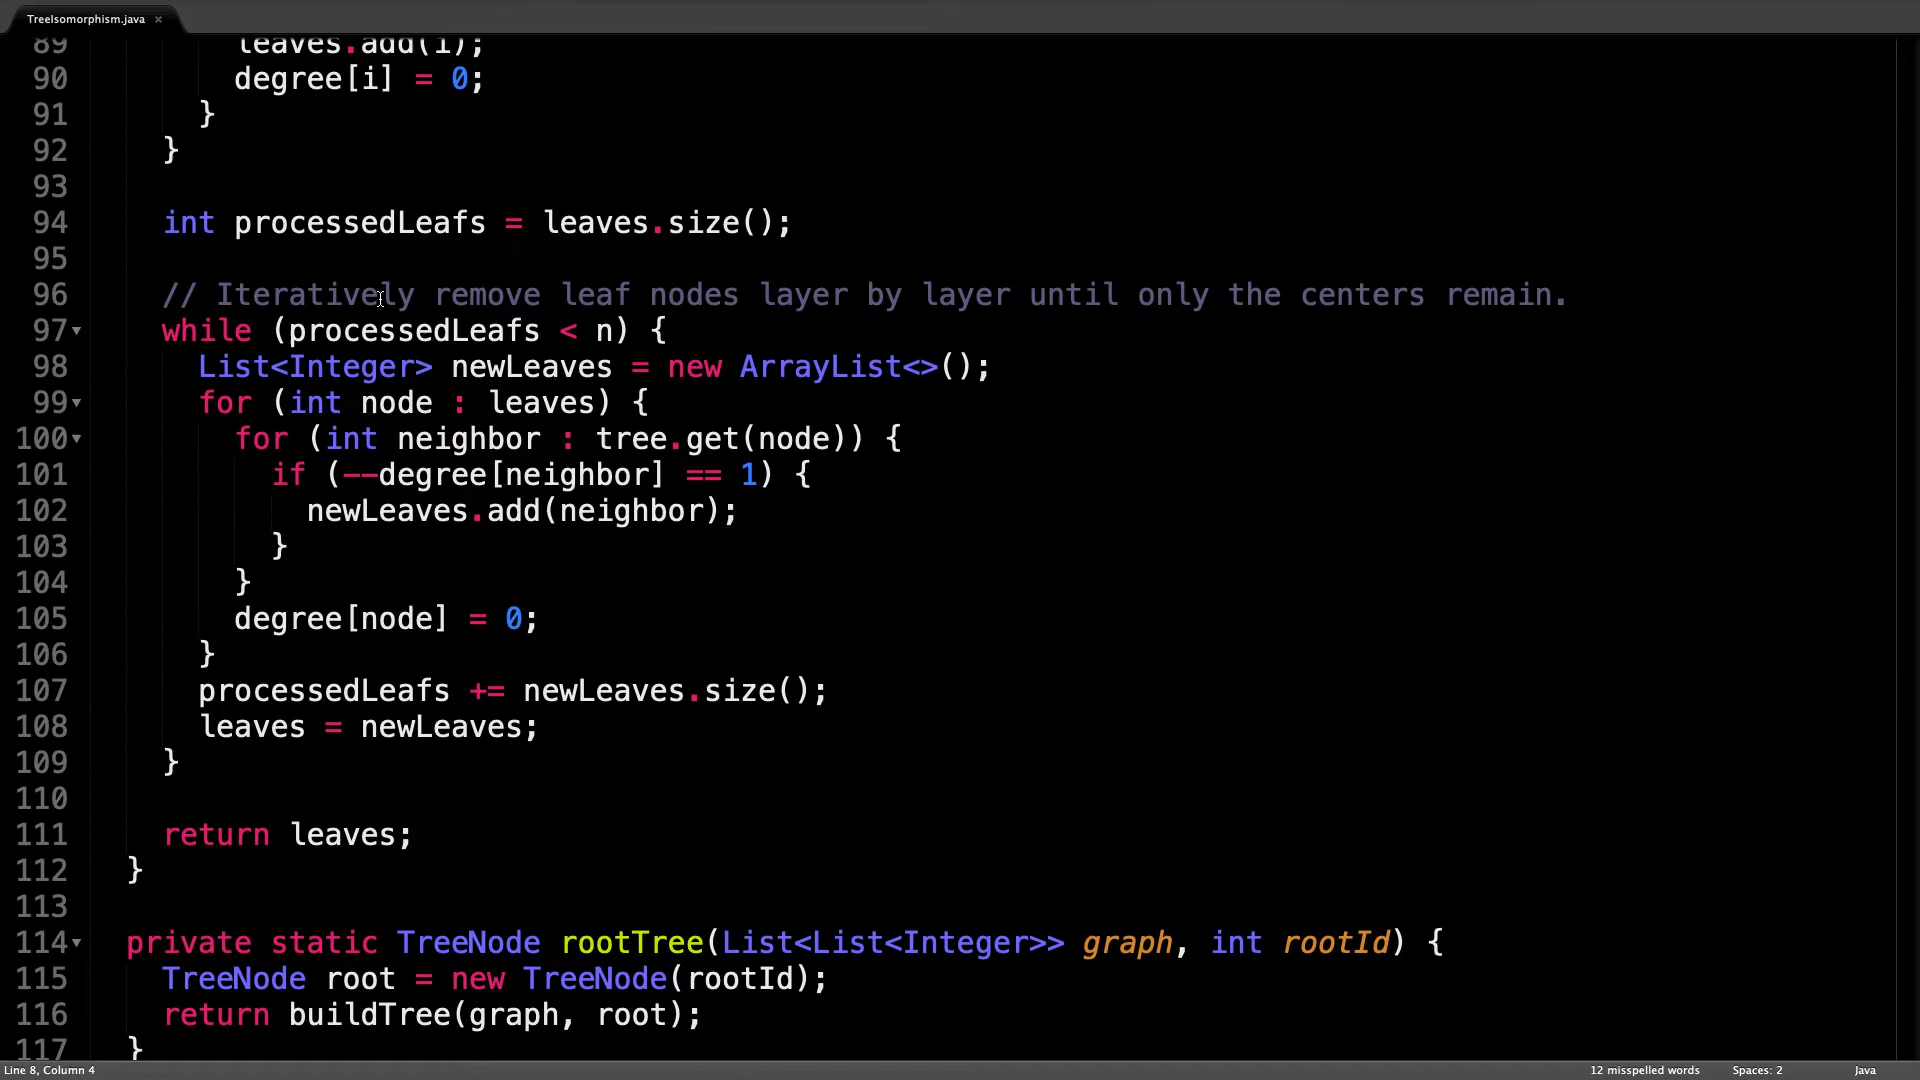 TreeIsomorphism.java ×
89 leaves.add(i);
90 degree[i] = 0;
91 }
92 }
93
94 int processedLeafs = leaves.size();
95
96 // Iteratively remove leaf nodes layer by layer until only the centers remain.
97 while (processedLeafs < n) {
98 List<Integer> newLeaves = new ArrayList<>();
99 for (int node : leaves) {
100 for (int neighbor : tree.get(node)) {
101 if (--degree[neighbor] == 1) {
102 newLeaves.add(neighbor);
103 }
104 }
105 degree[node] = 0;
106 }
107 processedLeafs += newLeaves.size();
108 leaves = newLeaves;
109 }
110
111 return leaves;
112 }
113
114 private static TreeNode rootTree(List<List<Integer>> graph, int rootId) {
115 TreeNode root = new TreeNode(rootId);
116 return buildTree(graph, root);
117 }
Line 8, Column 4 12 misspelled words Spaces: 2 Java